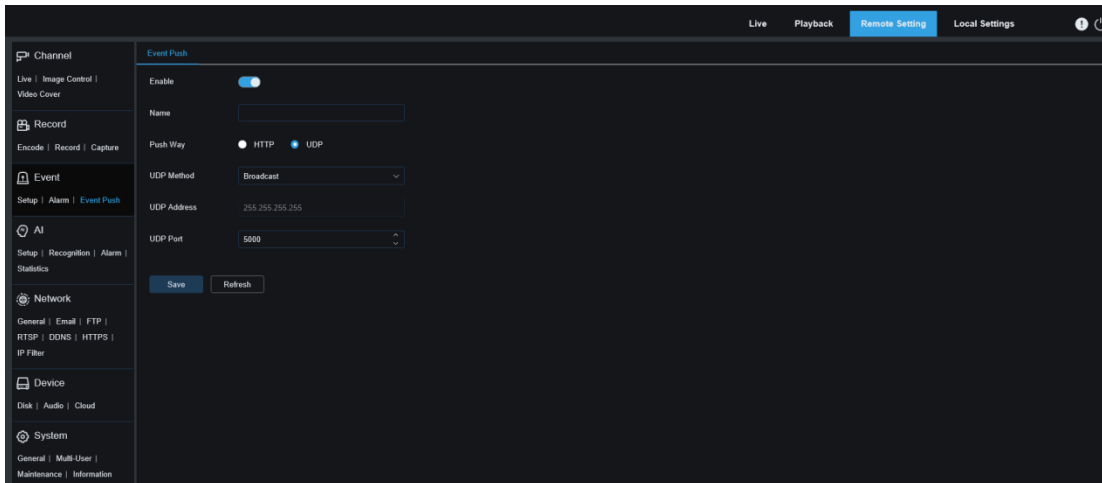 Live Playback Remote Setting Local Settings
Channel
Live | Image Control |
Video Cover
Record
Encode | Record | Capture
Event
Setup | Alarm | Event Push
AI
Setup | Recognition | Alarm |
Statistics
Network
General | Email | FTP |
RTSP | DDNS | HTTPS |
IP Filter
Device
Disk | Audio | Cloud
System
General | Multi-User |
Maintenance | Information
Event Push
Enable
Name
Push Way HTTP UDP
UDP Method Broadcast
UDP Address 255.255.255.255
UDP Port 5000
Save Refresh